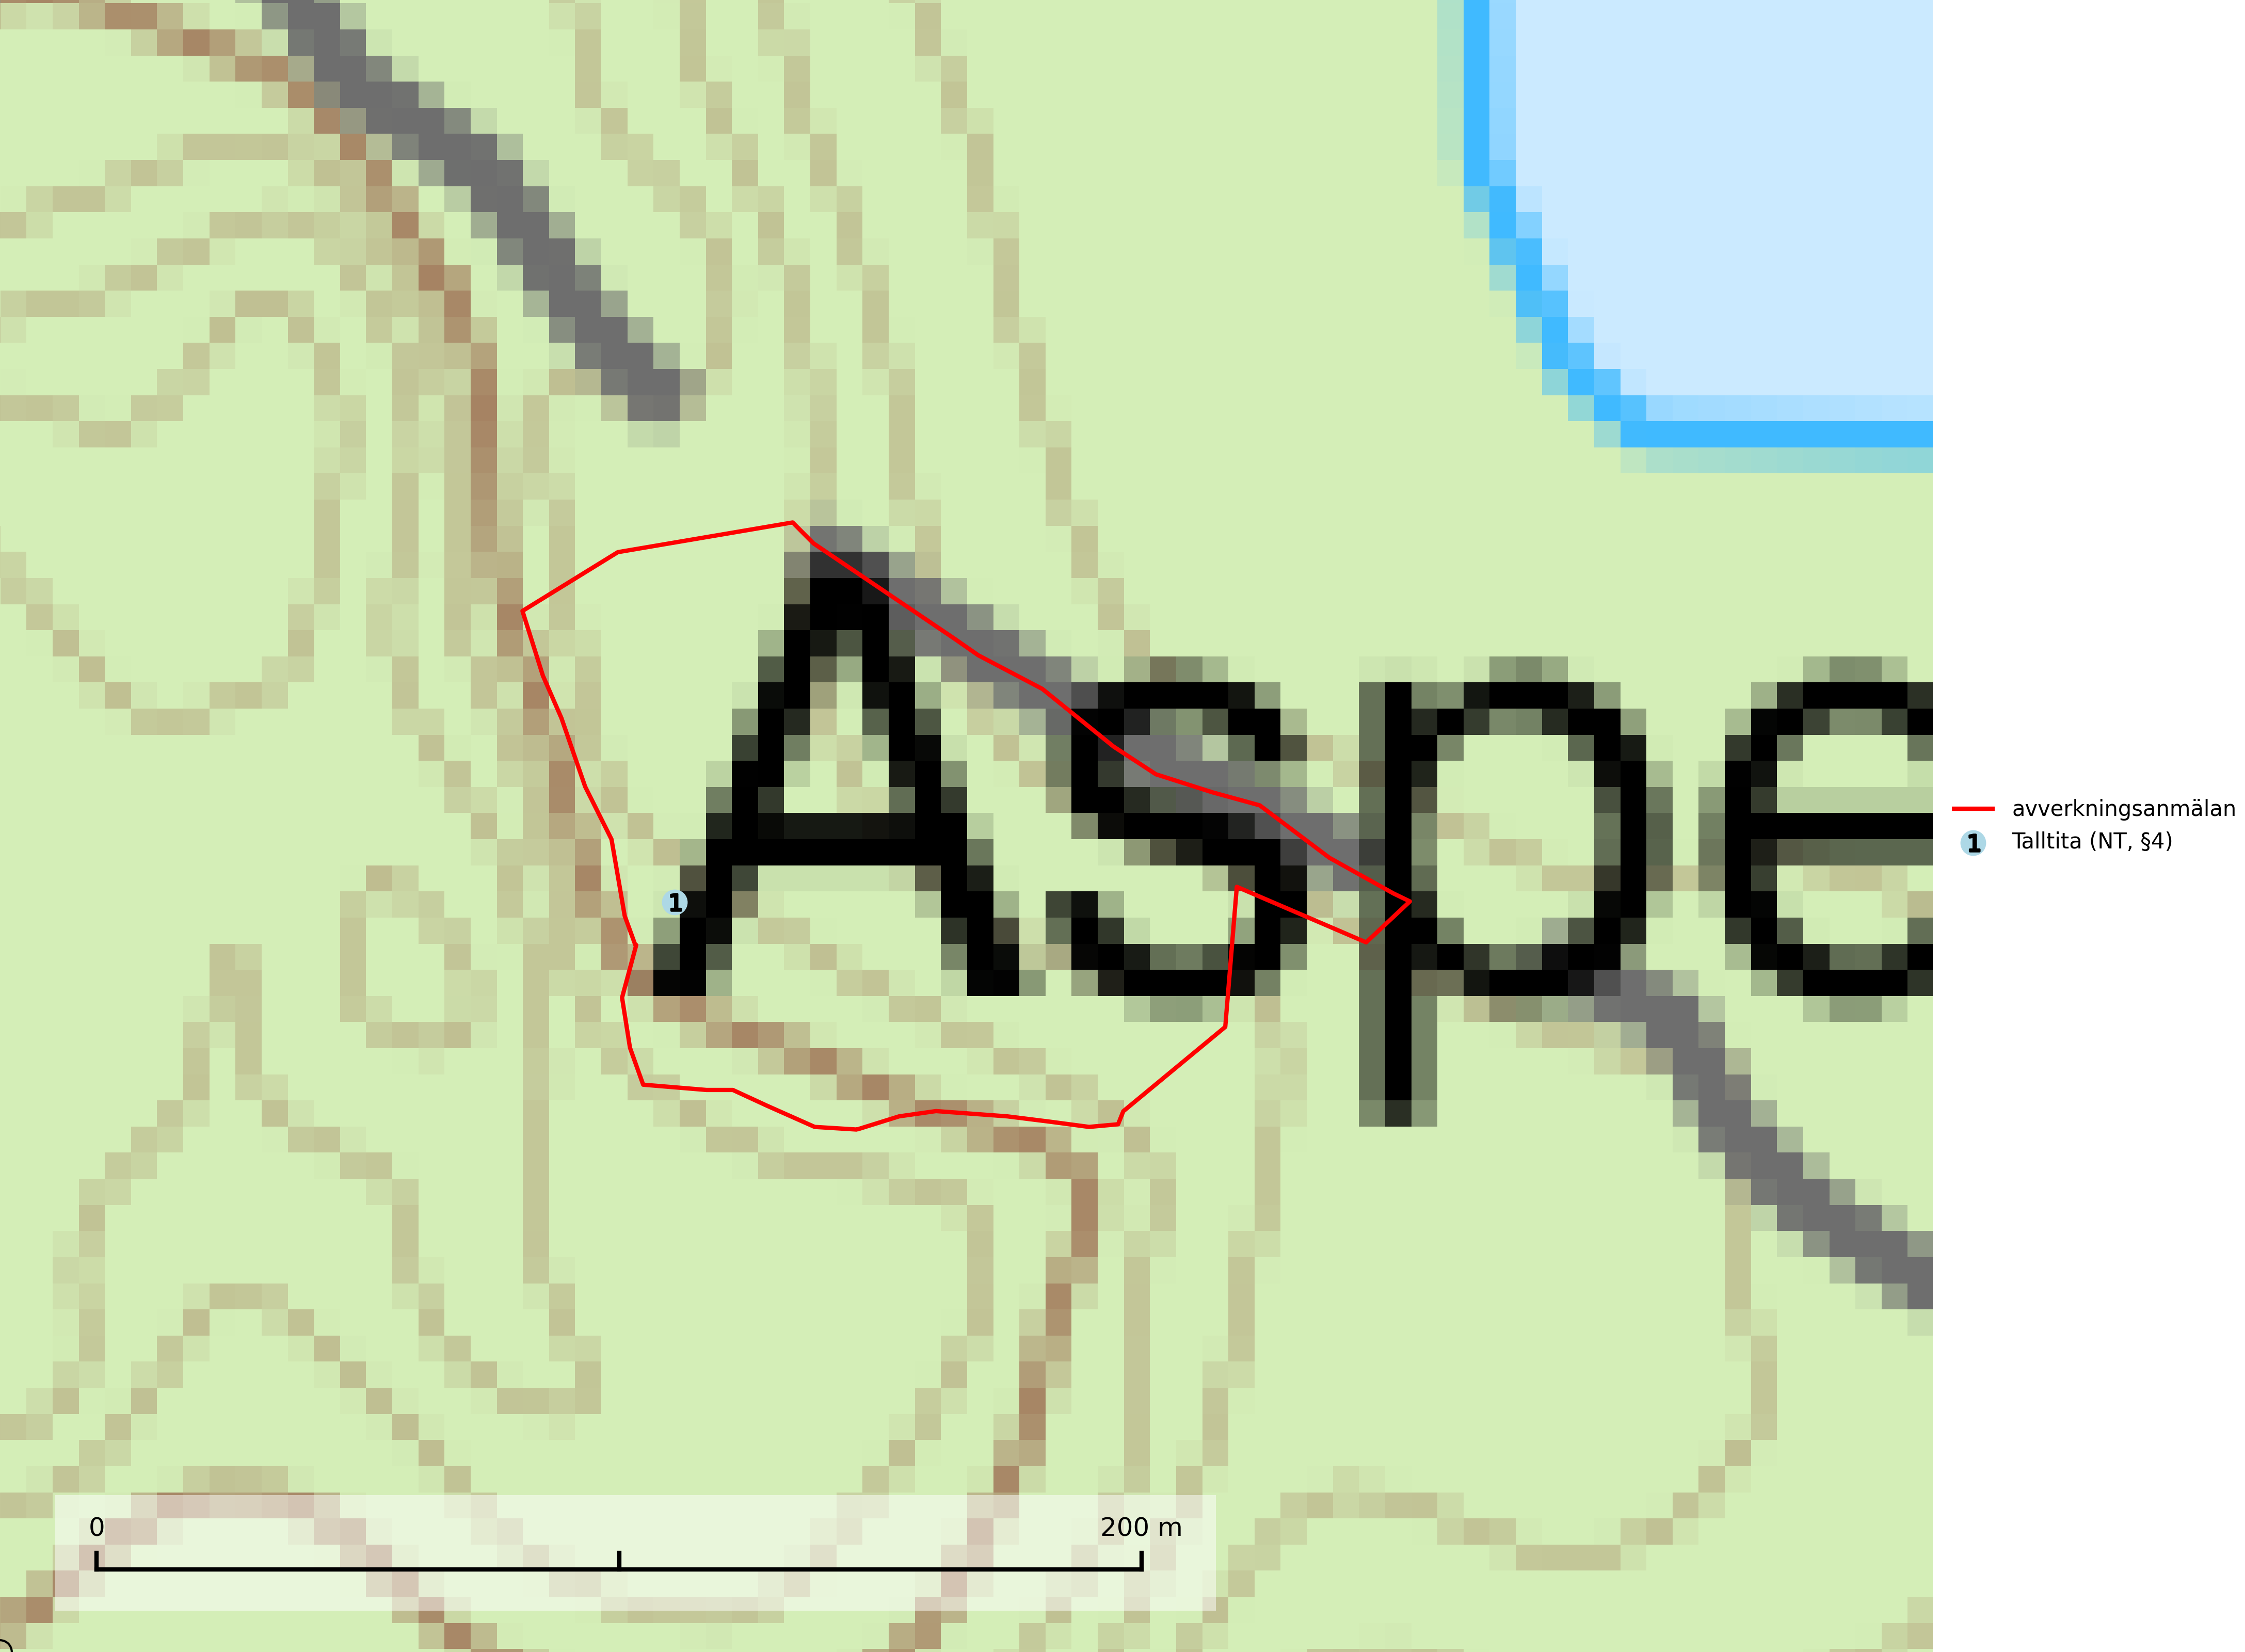 Aspe
avverkningsanmälan
1 Talltita (NT, §4)
1
0 200 m